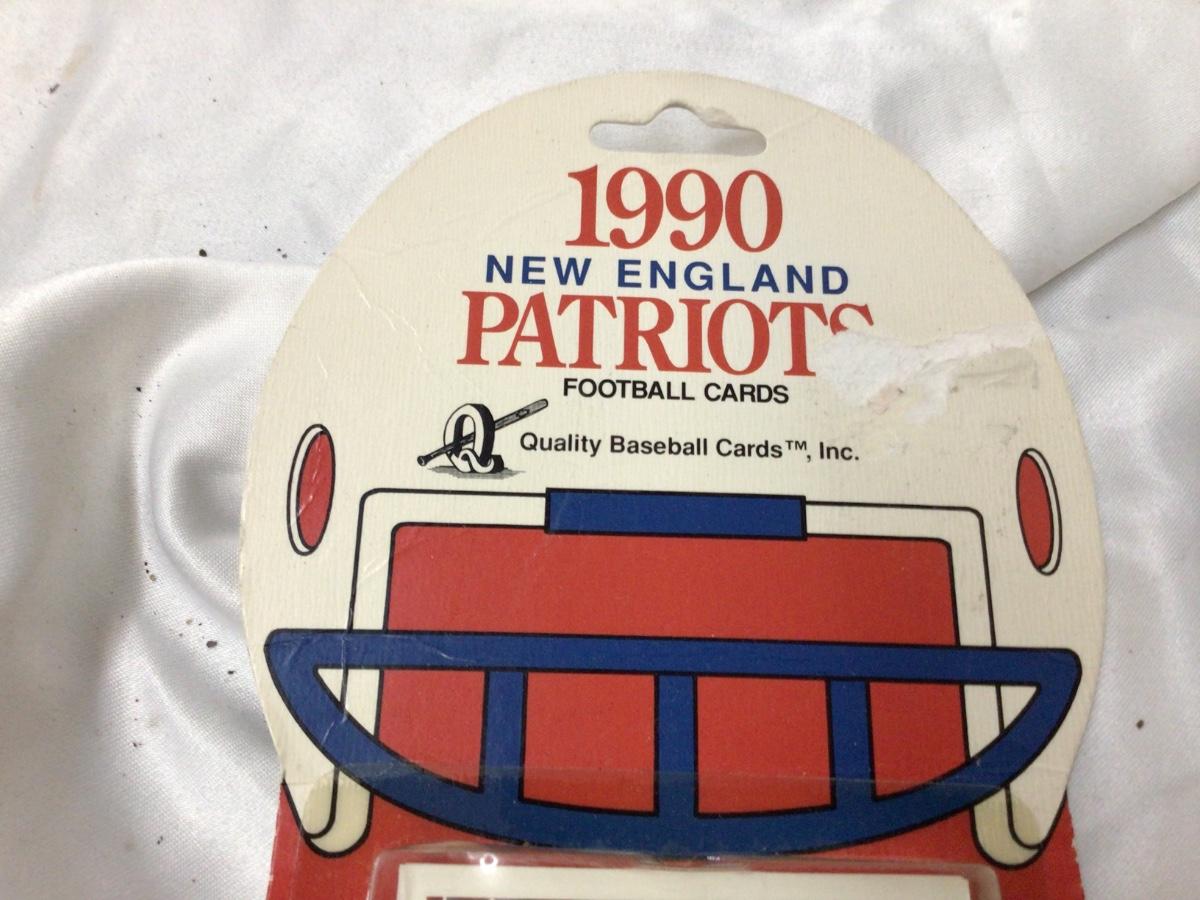 1990
NEW ENGLAND
PATRIOTS
FOOTBALL CARDS
Q
Quality Baseball Cards™, Inc.